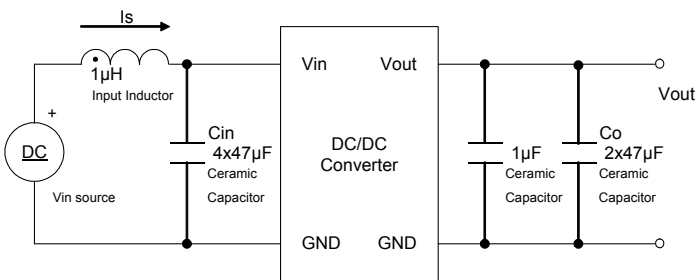 Is
1µH
Input Inductor
+
DC
Vin source
Cin
4x47µF
Ceramic
Capacitor
Vin
Vout
DC/DC
Converter
GND
GND
1µF
Ceramic
Capacitor
Co
2x47µF
Ceramic
Capacitor
Vout